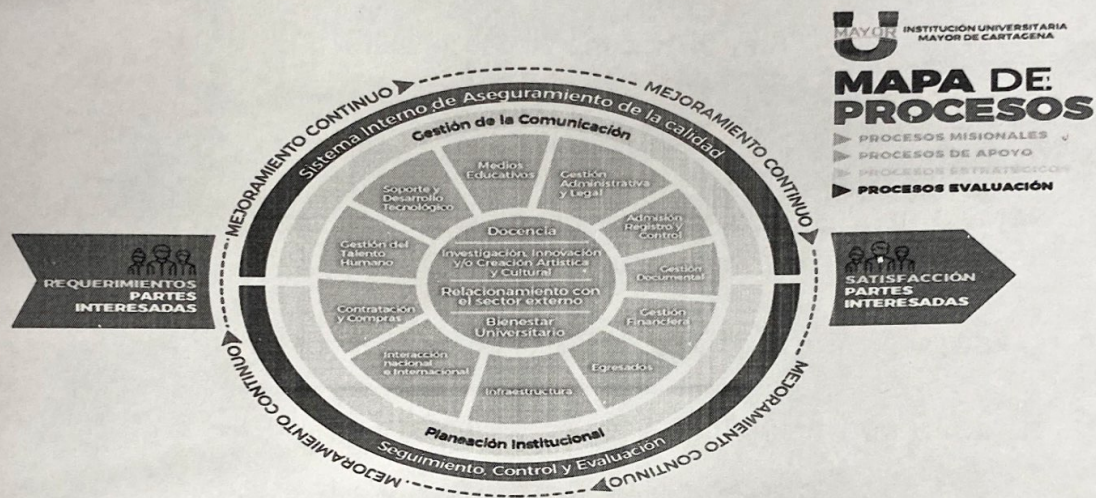 MAYOR
INSTITUCIÓN UNIVERSITARIA
MAYOR DE CARTAGENA
MAPA DE
PROCESOS
PROCESOS MISIONALES
PROCESOS DE APOYO
PROCESOS ESTRATÉGICOS
PROCESOS EVALUACIÓN
MEJORAMIENTO CONTINUO
MEJORAMIENTO CONTINUO
Sistema Interno de Aseguramiento de la calidad
Gestión de la Comunicación
Medios
Educativos
Gestión
Administrativa
y Legal
Soporte y
Desarrollo
Tecnológico
Admisión
Registro y
Control
Gestión del
Talento
Humano
Gestión
Documental
Contratación
y Compras
Gestión
Financiera
Interacción
nacional
e Internacional
Infraestructura
Egresados
Docencia
Investigación, Innovación
y/o Creación Artística
y Cultural
Relacionamiento con
el sector externo
Bienestar
Universitario
REQUERIMIENTOS
PARTES
INTERESADAS
SATISFACCIÓN
PARTES
INTERESADAS
Planeación Institucional
Seguimiento, Control y Evaluación
MEJORAMIENTO CONTINUO
MEJORAMIENTO CONTINUO